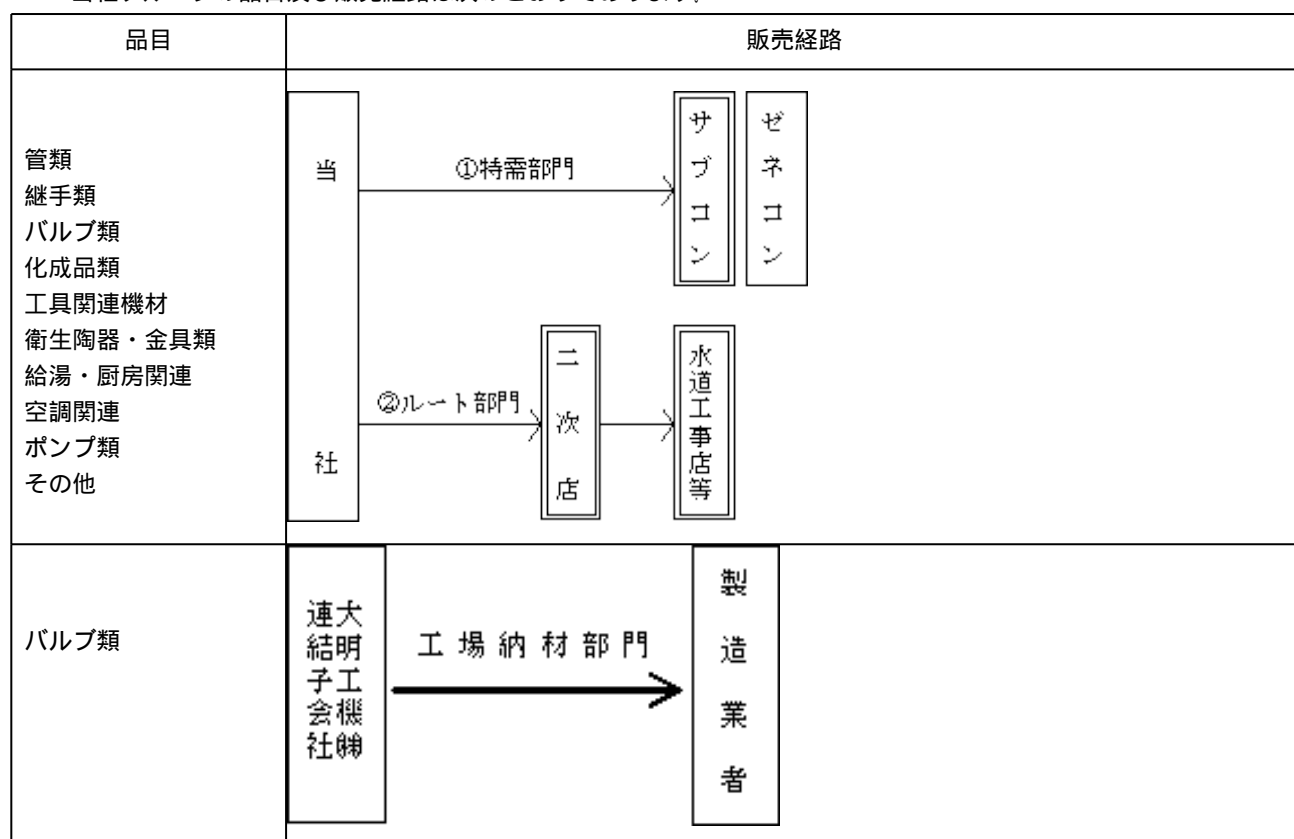 品目
販売経路
管類
継手類
バルブ類
化成品類
工具関連機材
衛生陶器・金具類
給湯・厨房関連
空調関連
ポンプ類
その他
当社
①特需部門
サブコン
ゼネコン
②ルート部門
二次店
水道工事店等
バルブ類
大明工機㈱
連結子会社
工場納材部門
製造業者